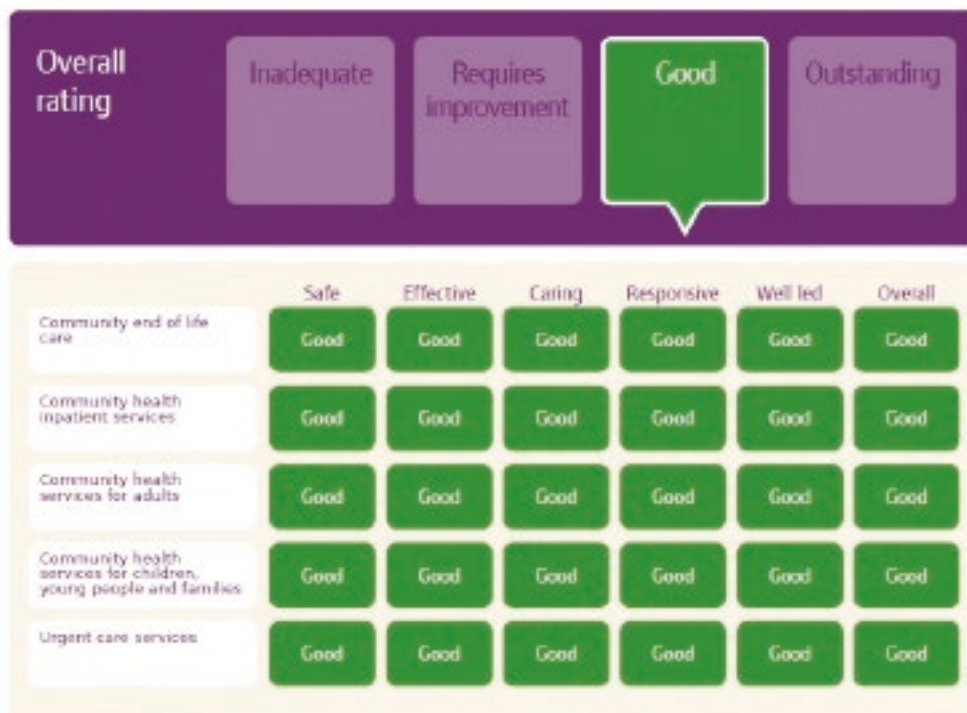 Overall
rating
Inadequate
Requires
improvement
Good
Outstanding
Safe Effective Caring Responsive Well led Overall
Community end of life
care
Good Good Good Good Good Good
Community health
inpatient services
Good Good Good Good Good Good
Community health
services for adults
Good Good Good Good Good Good
Community health
services for children,
young people and families
Good Good Good Good Good Good
Urgent care services
Good Good Good Good Good Good